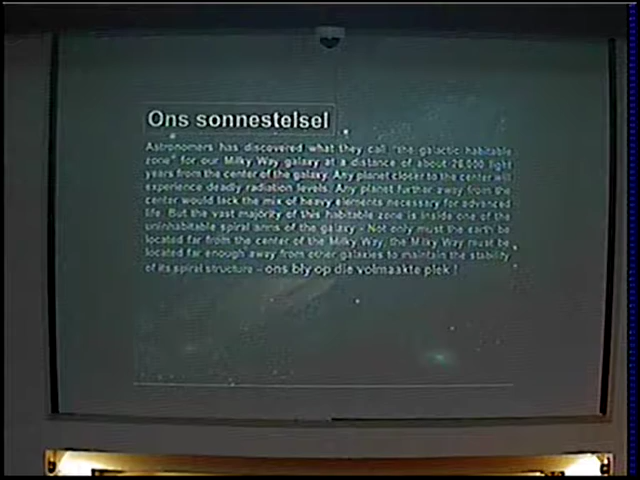 Ons sonnestelsel
Astronomers has discovered what they call "the galactic habitable
zone" for our Milky Way galaxy at a distance of about 26.000 light
years from the center of the galaxy. Any planet closer to the center will
experience deadly radiation levels. Any planet further away from the
center would lack the mix of heavy elements necessary for advanced
life. But the vast majority of this habitable zone is inside one of the
uninhabitable spiral arms of the galaxy - Not only must the earth be
located far from the center of the Milky Way, the Milky Way must be
located far enough away from other galaxies to maintain the stability
of its spiral structure - ons bly op die volmaakte plek !